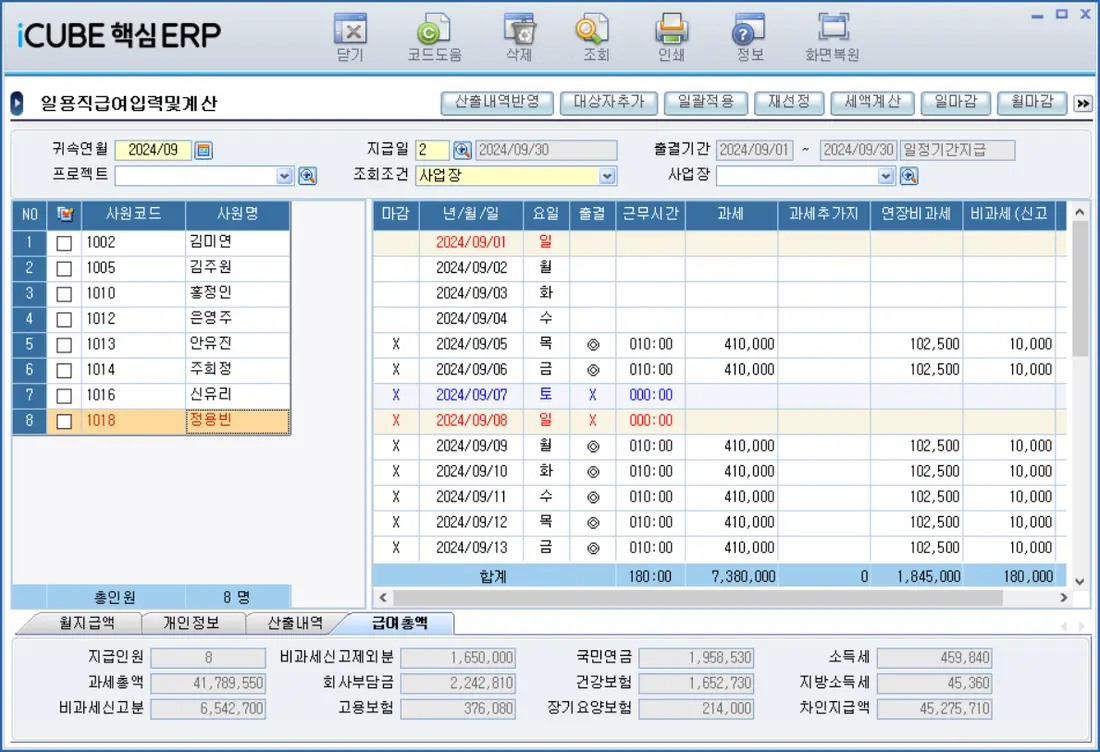 iCUBE 핵심ERP
닫기 코드도움 삭제 조회 인쇄 정보 화면복원
일용직급여입력및계산 산출내역반영 대상자추가 일괄적용 재선정 세액계산 일마감 월마감
귀속연월 2024/09 지급일 2 2024/09/30 출결기간 2024/09/01 ~ 2024/09/30 일정기간지급
프로젝트 조회조건 사업장 사업장
NO 사원코드 사원명
1 1002 김미연
2 1005 김주원
3 1010 홍정인
4 1012 은영주
5 1013 안유진
6 1014 주희정
7 1016 신유리
8 1018 정용빈
총인원 8 명
마감 년/월/일 요일 출결 근무시간 과세 과세추가지 연장비과세 비과세(신고
2024/09/01 일
2024/09/02 월
2024/09/03 화
2024/09/04 수
X 2024/09/05 목 ◎ 010:00 410,000 102,500 10,000
X 2024/09/06 금 ◎ 010:00 410,000 102,500 10,000
X 2024/09/07 토 X 000:00
X 2024/09/08 일 X 000:00
X 2024/09/09 월 ◎ 010:00 410,000 102,500 10,000
X 2024/09/10 화 ◎ 010:00 410,000 102,500 10,000
X 2024/09/11 수 ◎ 010:00 410,000 102,500 10,000
X 2024/09/12 목 ◎ 010:00 410,000 102,500 10,000
X 2024/09/13 금 ◎ 010:00 410,000 102,500 10,000
합계 180:00 7,380,000 0 1,845,000 180,000
월지급액 개인정보 산출내역 급여총액
지급인원 8 비과세신고제외분 1,650,000 국민연금 1,958,530 소득세 459,840
과세총액 41,789,550 회사부담금 2,242,810 건강보험 1,652,730 지방소득세 45,360
비과세신고분 6,542,700 고용보험 376,080 장기요양보험 214,000 차인지급액 45,275,710